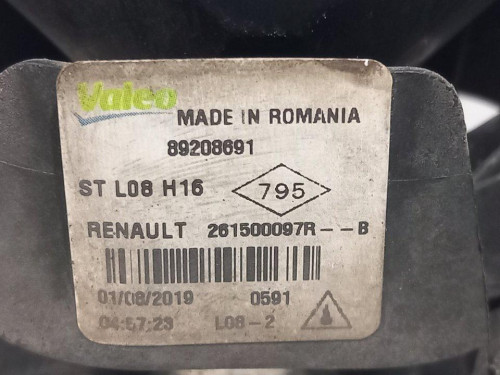 Valeo
MADE IN ROMANIA
89208691
ST L08 H16 795
RENAULT 261500097R--B
01/08/2019 0591
04:57:23 L08-2